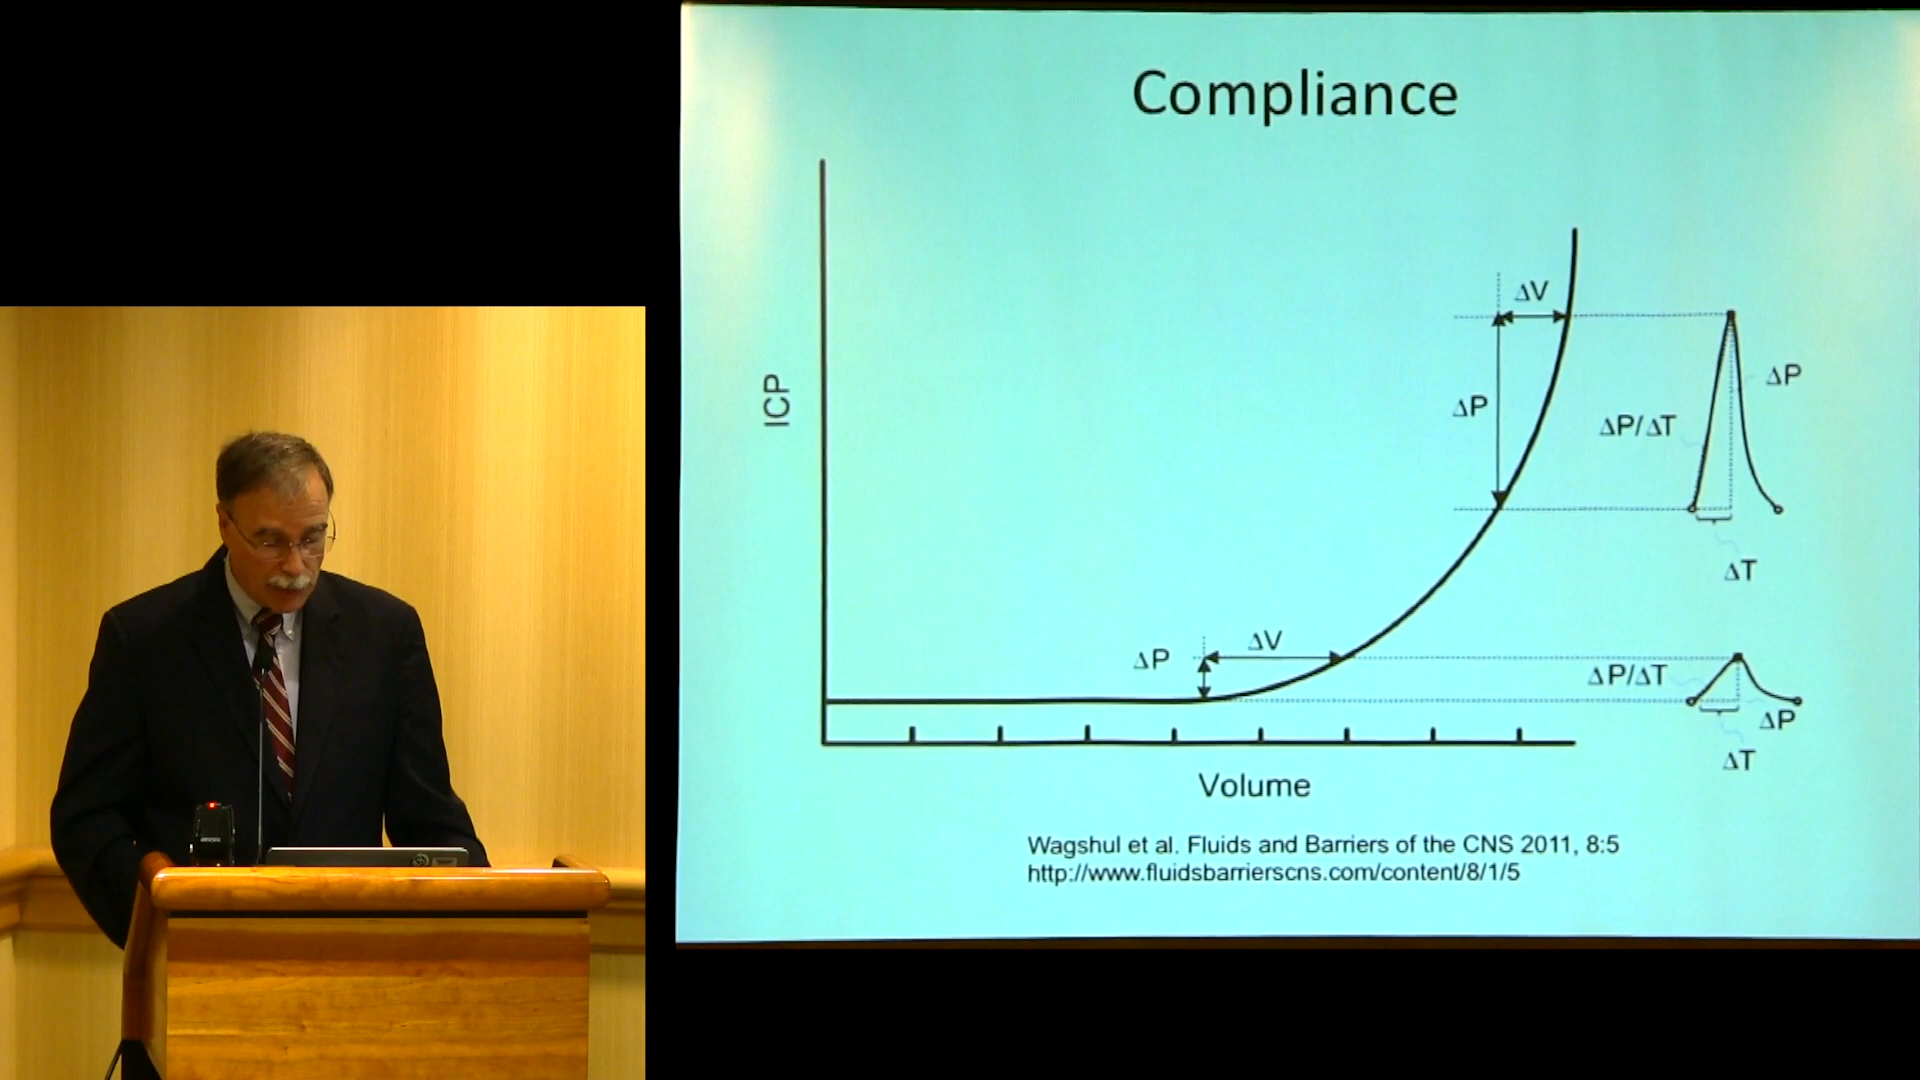 Compliance
ICP
ΔV
ΔP
ΔP
ΔP/ΔT
ΔT
ΔP
ΔV
ΔP/ΔT
ΔP
ΔT
Volume
Wagshul et al. Fluids and Barriers of the CNS 2011, 8:5
http://www.fluidsbarrierscns.com/content/8/1/5